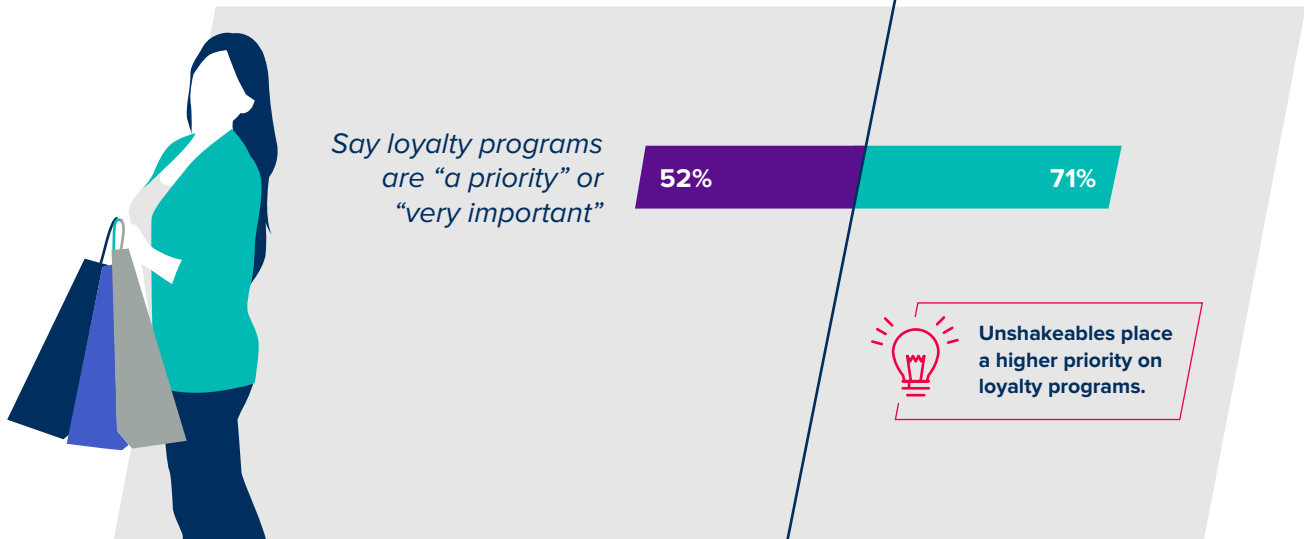 Say loyalty programs
are “a priority” or
“very important”
52%
71%
Unshakeables place
a higher priority on
loyalty programs.